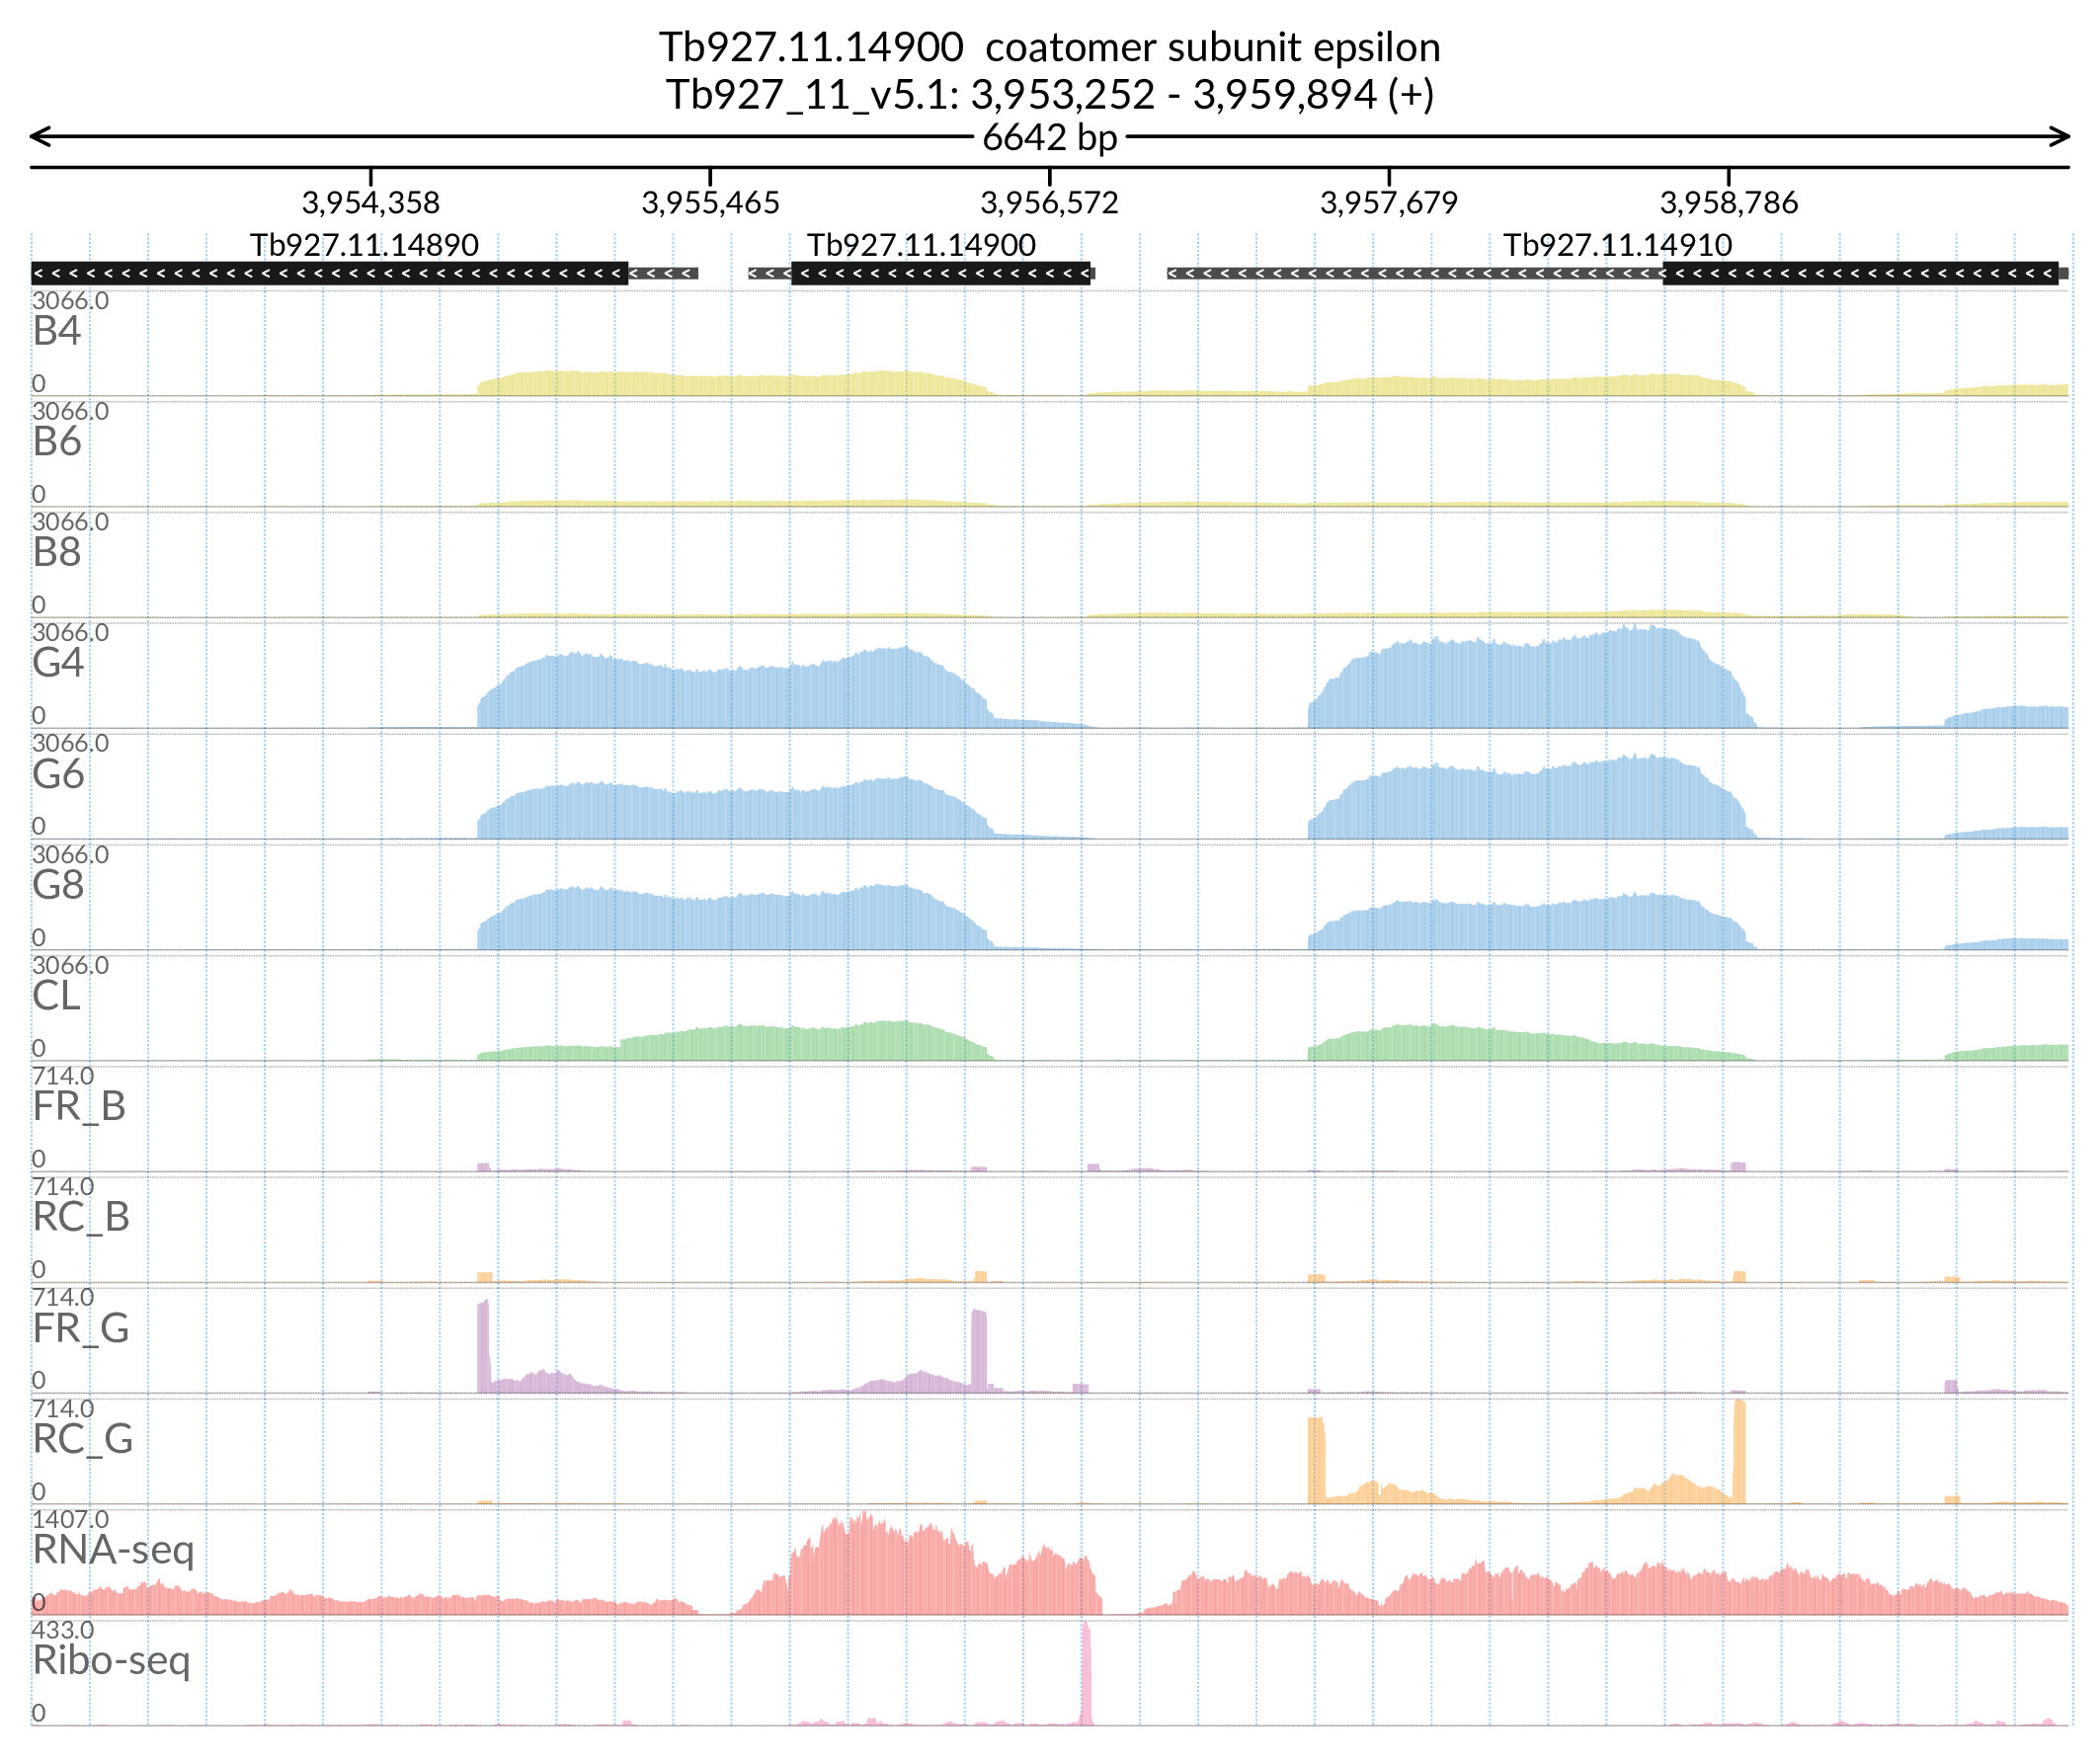 Tb927.11.14900 coatomer subunit epsilon
Tb927_11_v5.1: 3,953,252 - 3,959,894 (+)
6642 bp
3,954,358 3,955,465 3,956,572 3,957,679 3,958,786
Tb927.11.14890 Tb927.11.14900 Tb927.11.14910
3066.0
B4
0
3066.0
B6
0
3066.0
B8
0
3066.0
G4
0
3066.0
G6
0
3066.0
G8
0
3066.0
CL
0
714.0
FR_B
0
714.0
RC_B
0
714.0
FR_G
0
714.0
RC_G
0
1407.0
RNA-seq
0
433.0
Ribo-seq
0